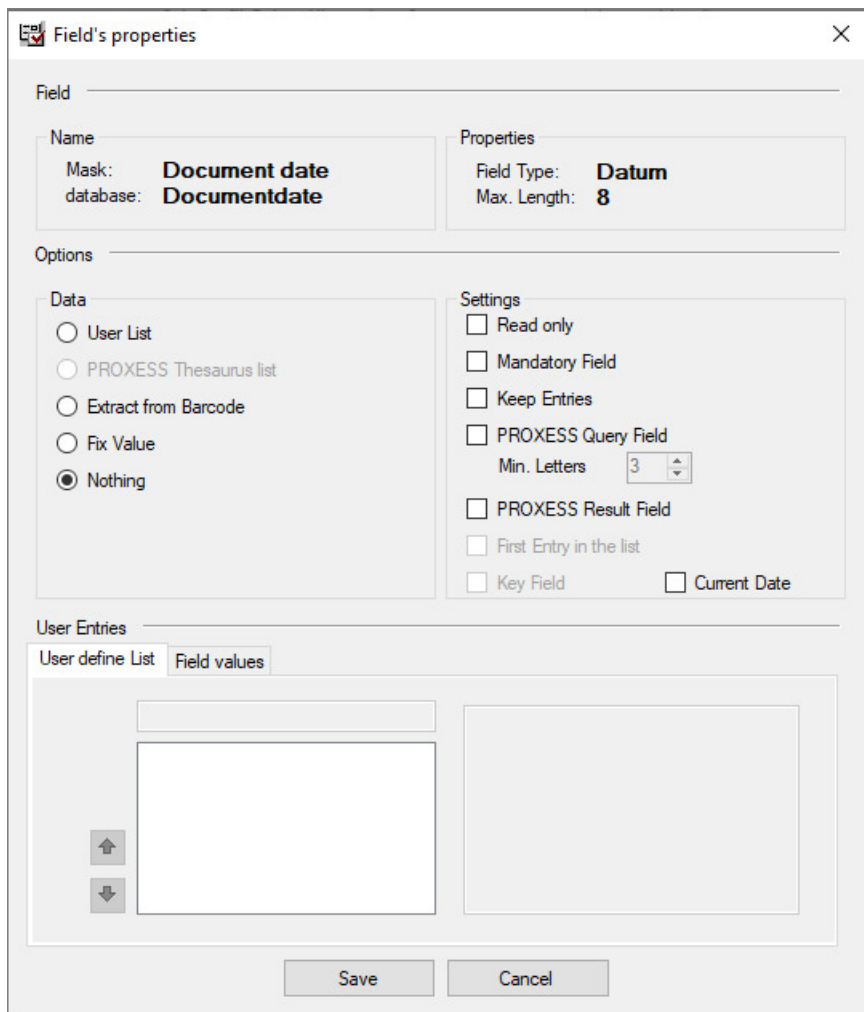 Field's properties
Field
Name
Mask: Document date
database: Documentdate
Properties
Field Type: Datum
Max. Length: 8
Options
Data
User List
PROXESS Thesaurus list
Extract from Barcode
Fix Value
Nothing
Settings
Read only
Mandatory Field
Keep Entries
PROXESS Query Field
Min. Letters 3
PROXESS Result Field
First Entry in the list
Key Field Current Date
User Entries
User define List Field values
Save Cancel